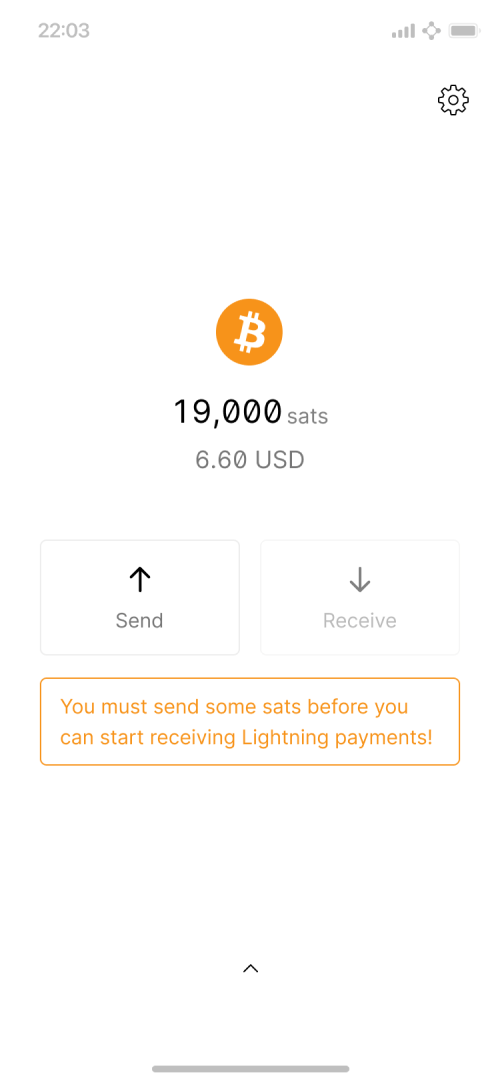 22:03
19,000 sats
6.60 USD
Send
Receive
You must send some sats before you
can start receiving Lightning payments!